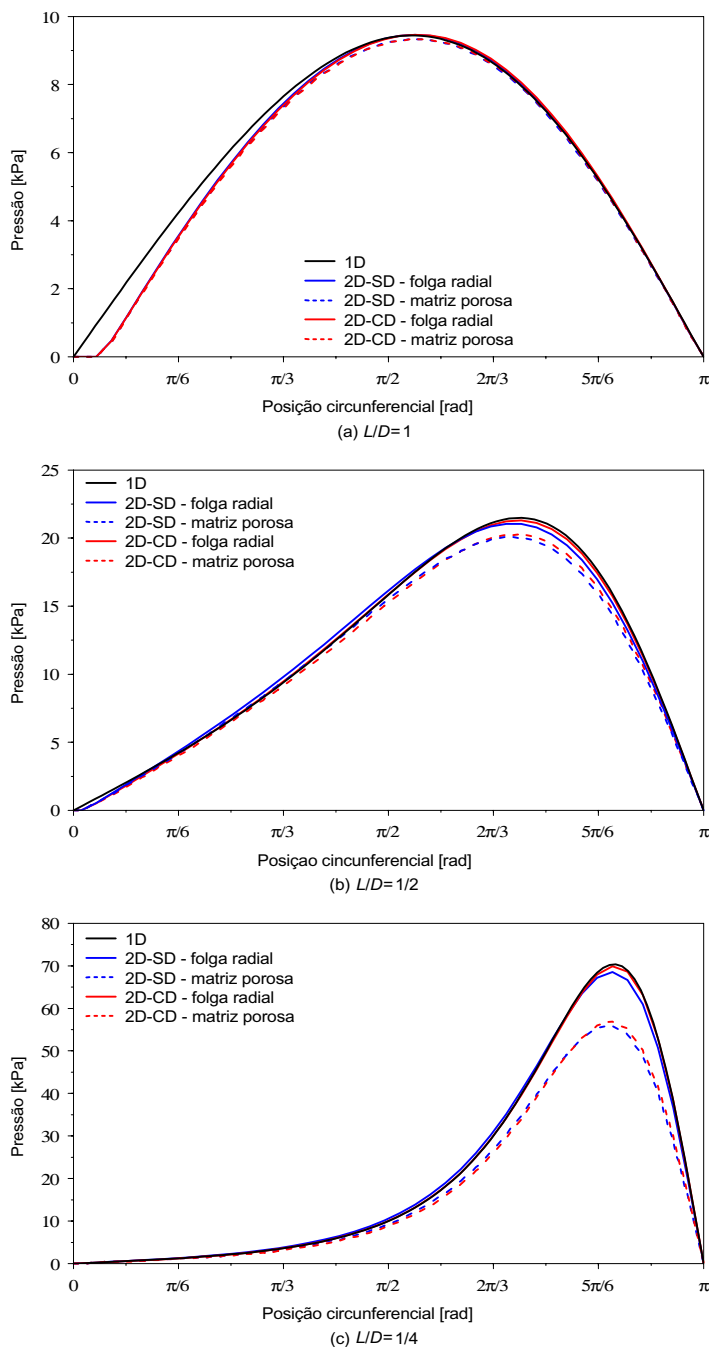 10
8
6
4
2
0
Pressão [kPa]
1D
2D-SD - folga radial
2D-SD - matriz porosa
2D-CD - folga radial
2D-CD - matriz porosa
0 π/6 π/3 π/2 2π/3 5π/6 π
Posição circunferencial [rad]
(a) L/D=1
25
20
15
10
5
0
Pressão [kPa]
1D
2D-SD - folga radial
2D-SD - matriz porosa
2D-CD - folga radial
2D-CD - matriz porosa
0 π/6 π/3 π/2 2π/3 5π/6 π
Posiçao cincunferencial [rad]
(b) L/D=1/2
80
70
60
50
40
30
20
10
0
Pressão [kPa]
1D
2D-SD - folga radial
2D-SD - matriz porosa
2D-CD - folga radial
2D-CD - matriz porosa
0 π/6 π/3 π/2 2π/3 5π/6 π
Posição circunferencial [rad]
(c) L/D=1/4